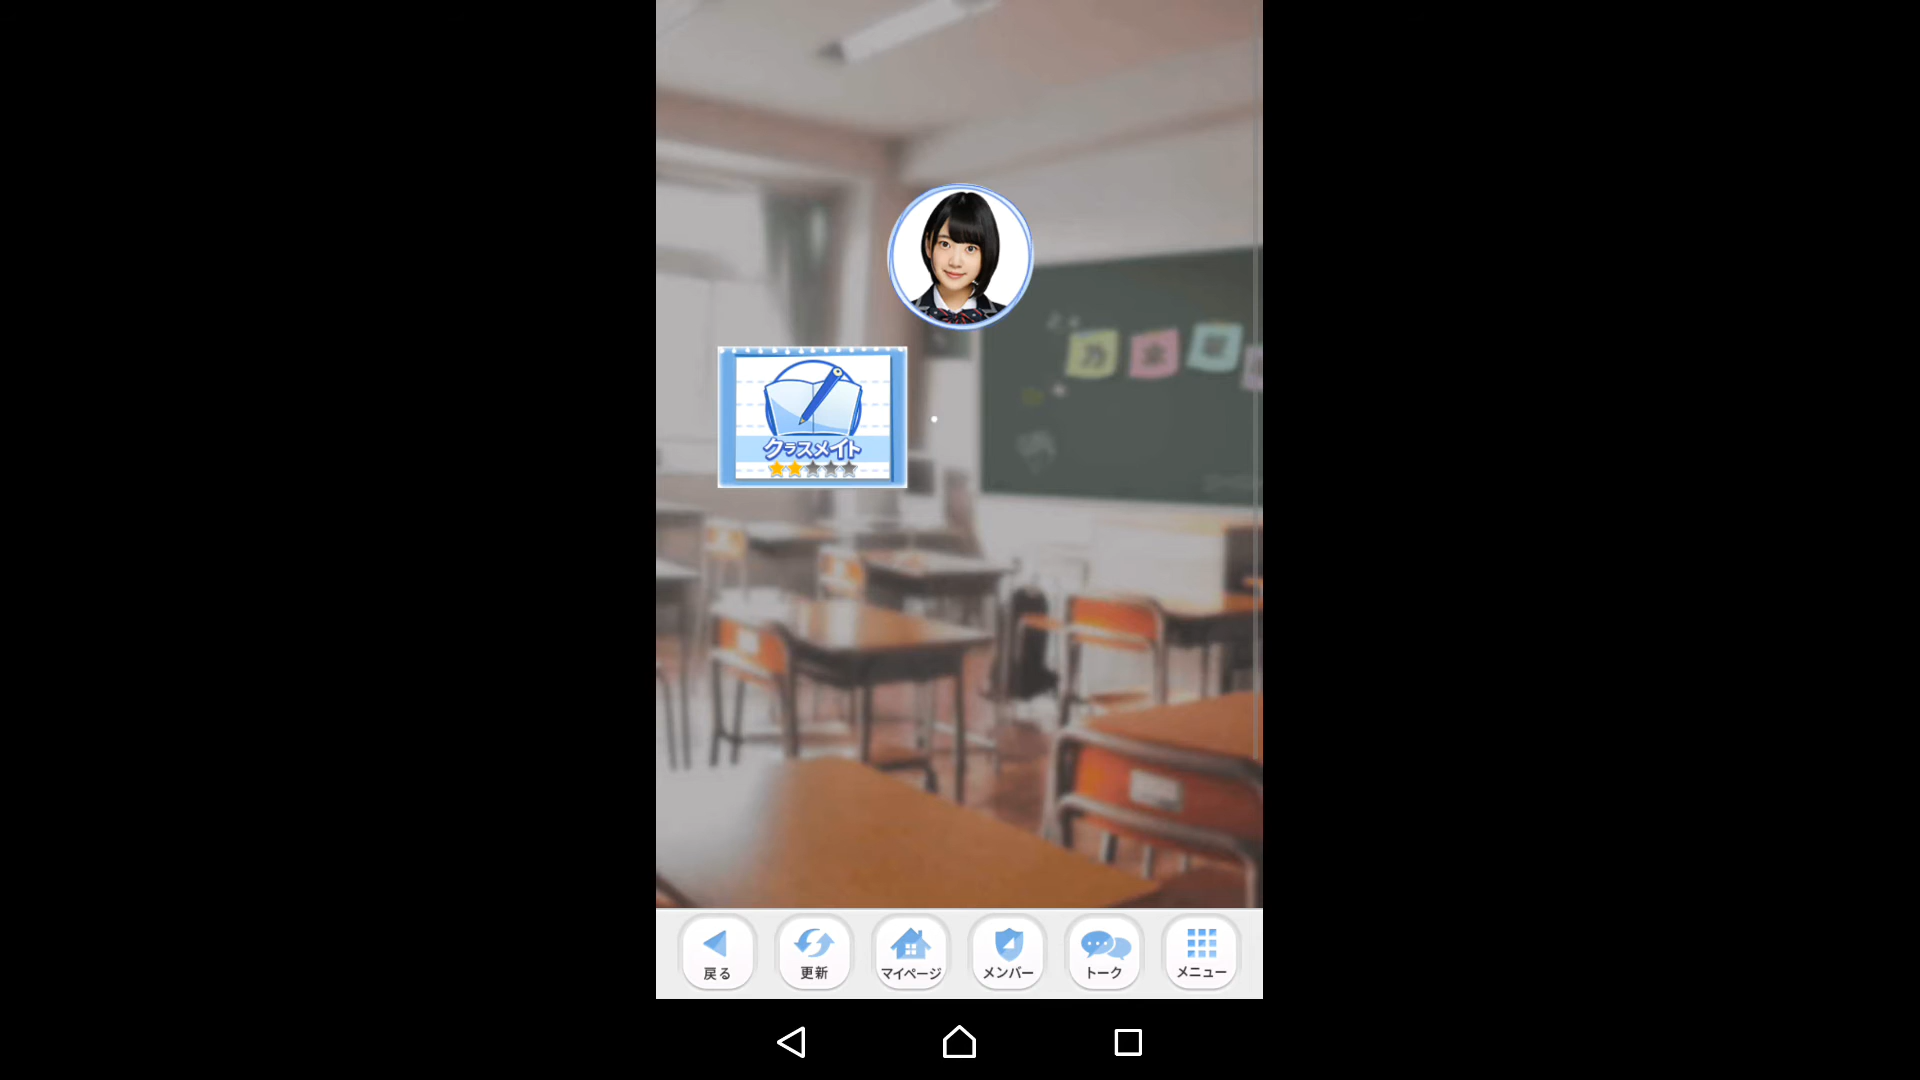 乃
クラスメイト
戻る
更新
マイページ
メンバー
トーク
メニュー